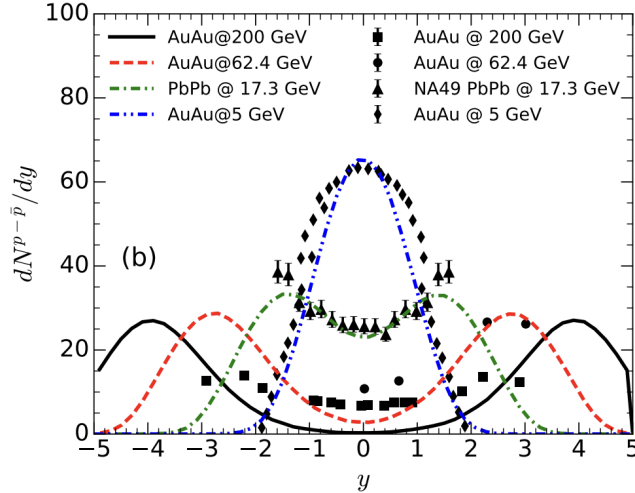 100
80
60
40
20
0
dN^{p−p̄}/dy
AuAu@200 GeV
AuAu@62.4 GeV
PbPb @ 17.3 GeV
AuAu@5 GeV
AuAu @ 200 GeV
AuAu @ 62.4 GeV
NA49 PbPb @ 17.3 GeV
AuAu @ 5 GeV
(b)
−5 −4 −3 −2 −1 0 1 2 3 4 5
y